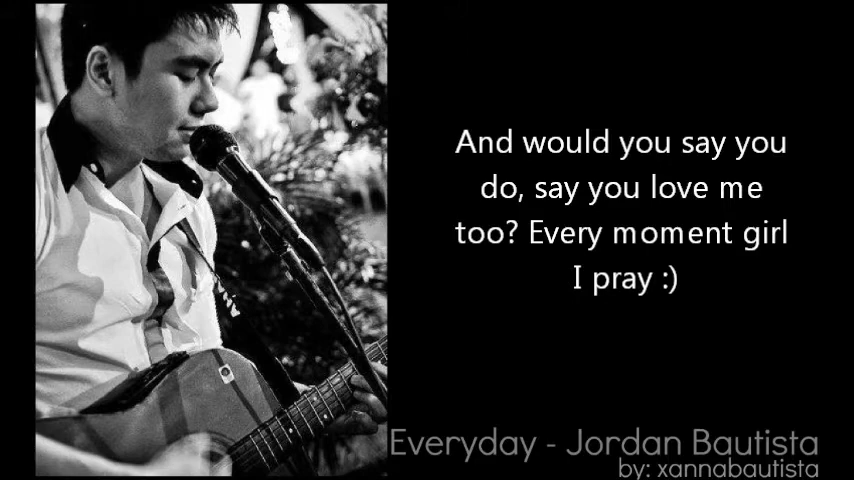 And would you say you
do, say you love me
too? Every moment girl
I pray :)
Everyday - Jordan Bautista
by: xannabautista